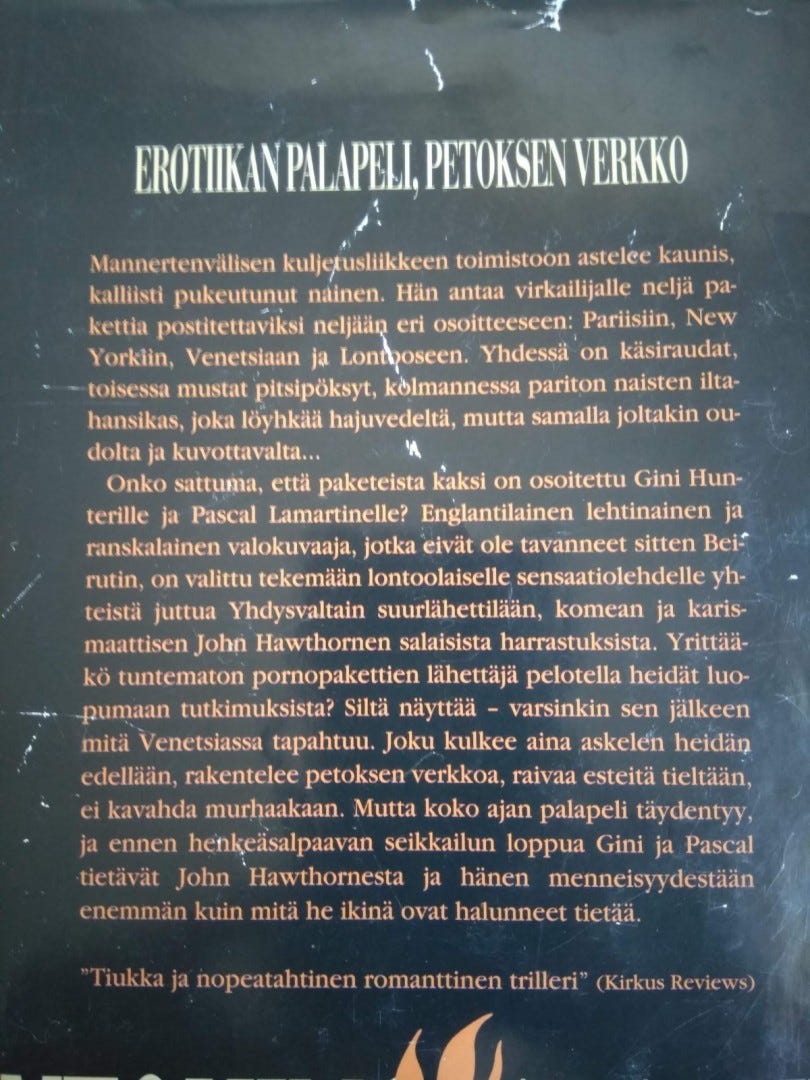 EROTIIKAN PALAPELI, PETOKSEN VERKKO
Mannertenvälisen kuljetusliikkeen toimistoon astelee kaunis,
kalliisti pukeutunut nainen. Hän antaa virkailijalle neljä pa-
kettia postitettaviksi neljään eri osoitteeseen: Pariisiin, New
Yorkiin, Venetsiaan ja Lontooseen. Yhdessä on käsiraudat,
toisessa mustat pitsipöksyt, kolmannessa pariton naisten ilta-
hansikas, joka löyhkää hajuvedeltä, mutta samalla joltakin ou-
dolta ja kuvottavalta...
Onko sattuma, että paketeista kaksi on osoitettu Gini Hun-
terille ja Pascal Lamartinelle? Englantilainen lehtinainen ja
ranskalainen valokuvaaja, jotka eivät ole tavanneet sitten Bei-
rutin, on valittu tekemään lontoolaiselle sensaatiolehdelle yh-
teistä juttua Yhdysvaltain suurlähettilään, komean ja karis-
maattisen John Hawthornen salaisista harrastuksista. Yrittää-
kö tuntematon pornopakettien lähettäjä pelotella heidät luo-
pumaan tutkimuksista? Siltä näyttää – varsinkin sen jälkeen
mitä Venetsiassa tapahtuu. Joku kulkee aina askelen heidän
edellään, rakentelee petoksen verkkoa, raivaa esteitä tieltään,
ei kavahda murhaakaan. Mutta koko ajan palapeli täydentyy,
ja ennen henkeäsalpaavan seikkailun loppua Gini ja Pascal
tietävät John Hawthornesta ja hänen menneisyydestään
enemmän kuin mitä he ikinä ovat halunneet tietää.
"Tiukka ja nopeatahtinen romanttinen trilleri" (Kirkus Reviews)